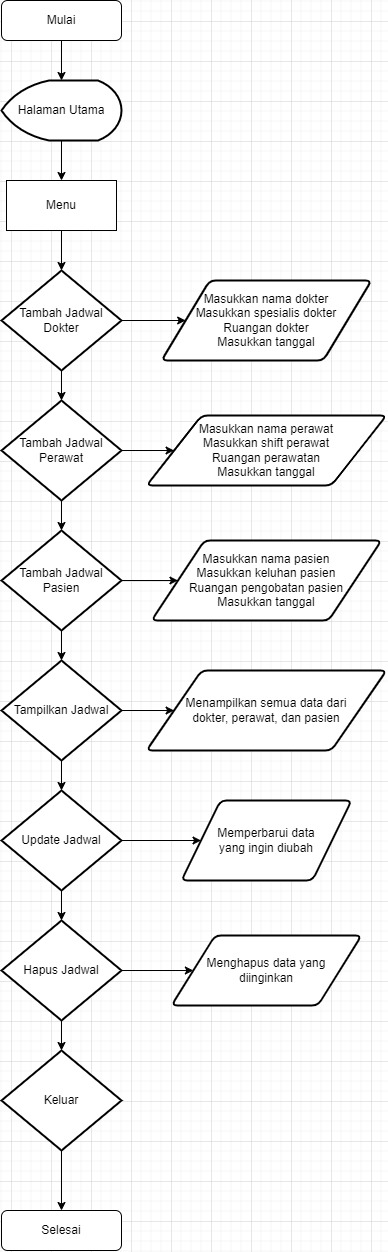 Mulai
Halaman Utama
Menu
Tambah Jadwal
Dokter
Masukkan nama dokter
Masukkan spesialis dokter
Ruangan dokter
Masukkan tanggal
Tambah Jadwal
Perawat
Masukkan nama perawat
Masukkan shift perawat
Ruangan perawatan
Masukkan tanggal
Tambah Jadwal
Pasien
Masukkan nama pasien
Masukkan keluhan pasien
Ruangan pengobatan pasien
Masukkan tanggal
Tampilkan Jadwal
Menampilkan semua data dari
dokter, perawat, dan pasien
Update Jadwal
Memperbarui data
yang ingin diubah
Hapus Jadwal
Menghapus data yang
diinginkan
Keluar
Selesai